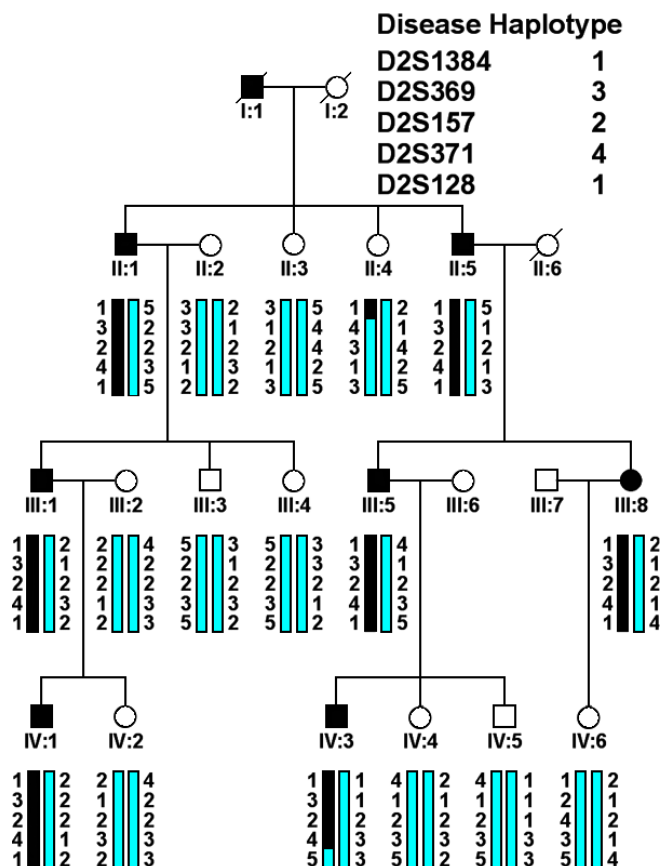 Disease Haplotype
D2S1384 1
D2S369 3
D2S157 2
D2S371 4
D2S128 1
I:1 I:2
II:1 II:2 II:3 II:4 II:5 II:6
1 5 3 2 3 5 1 2 1 5
3 2 3 1 1 4 4 1 3 1
2 2 2 2 2 4 3 4 2 2
4 3 1 3 1 2 1 2 4 1
1 5 2 2 3 5 3 5 1 3
III:1 III:2 III:3 III:4 III:5 III:6 III:7 III:8
1 2 2 4 5 3 5 3 1 4 1 2
3 1 2 2 2 1 2 3 3 1 3 1
2 2 2 2 2 2 2 2 2 2 2 2
4 3 1 3 3 3 3 1 4 3 4 1
1 2 2 3 5 2 5 2 1 5 1 4
IV:1 IV:2 IV:3 IV:4 IV:5 IV:6
1 2 2 4 1 1 4 2 4 1 1 2
3 2 1 2 3 1 1 1 1 1 2 1
2 2 2 2 2 2 2 2 2 2 4 2
4 1 3 3 4 3 3 3 3 3 3 1
1 2 2 3 5 3 5 2 5 3 5 4